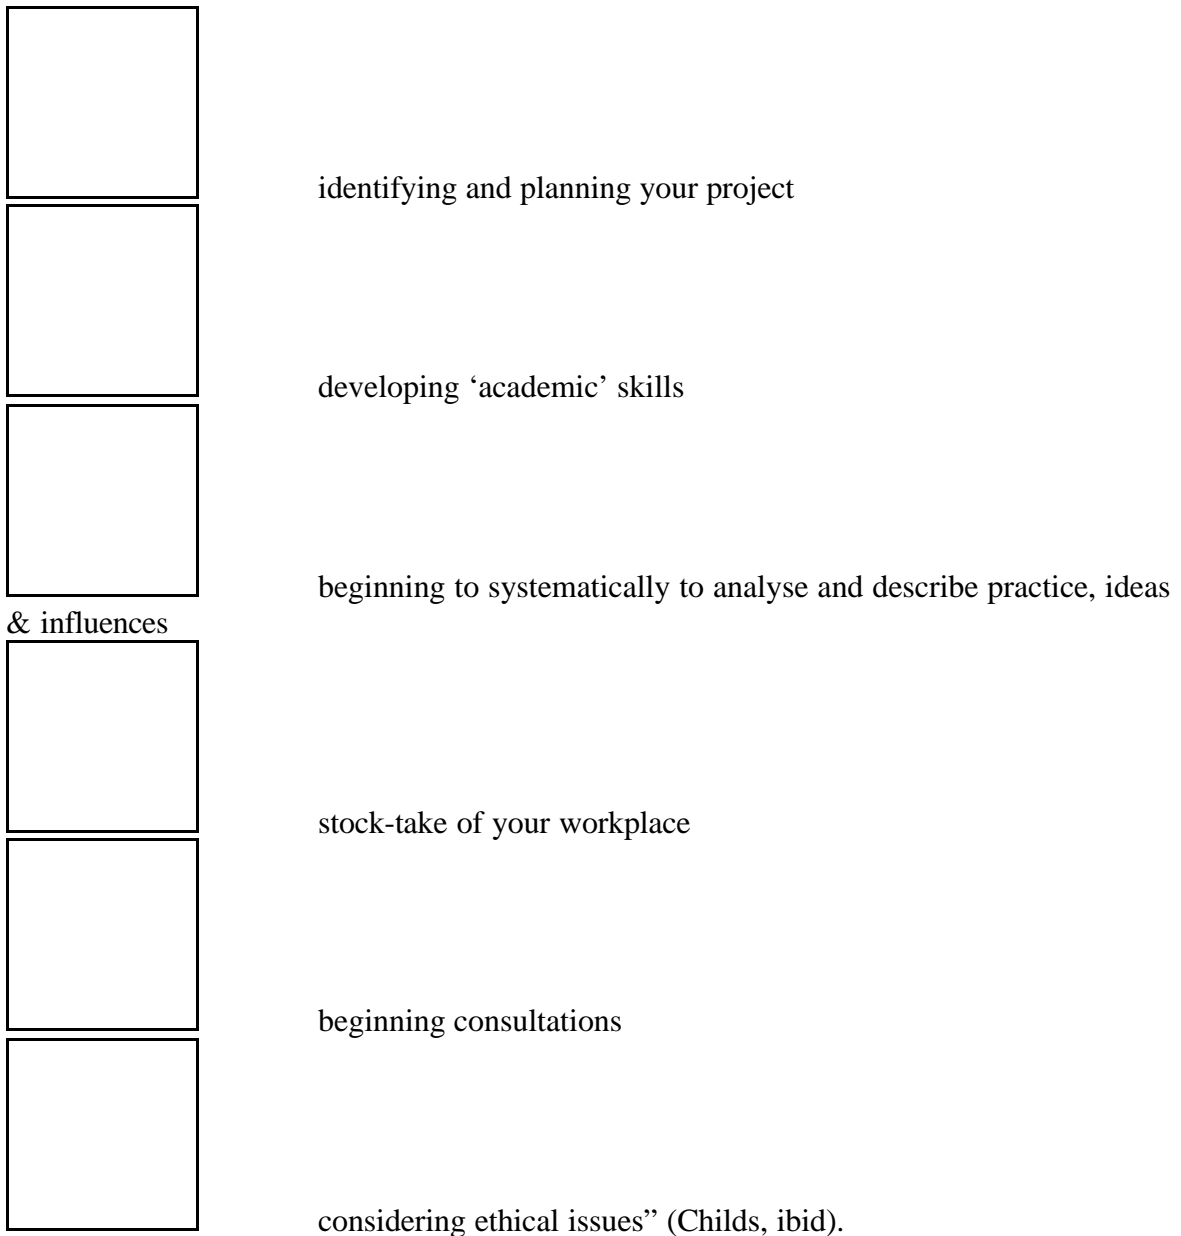 identifying and planning your project
developing ‘academic’ skills
beginning to systematically to analyse and describe practice, ideas
& influences
stock-take of your workplace
beginning consultations
considering ethical issues” (Childs, ibid).